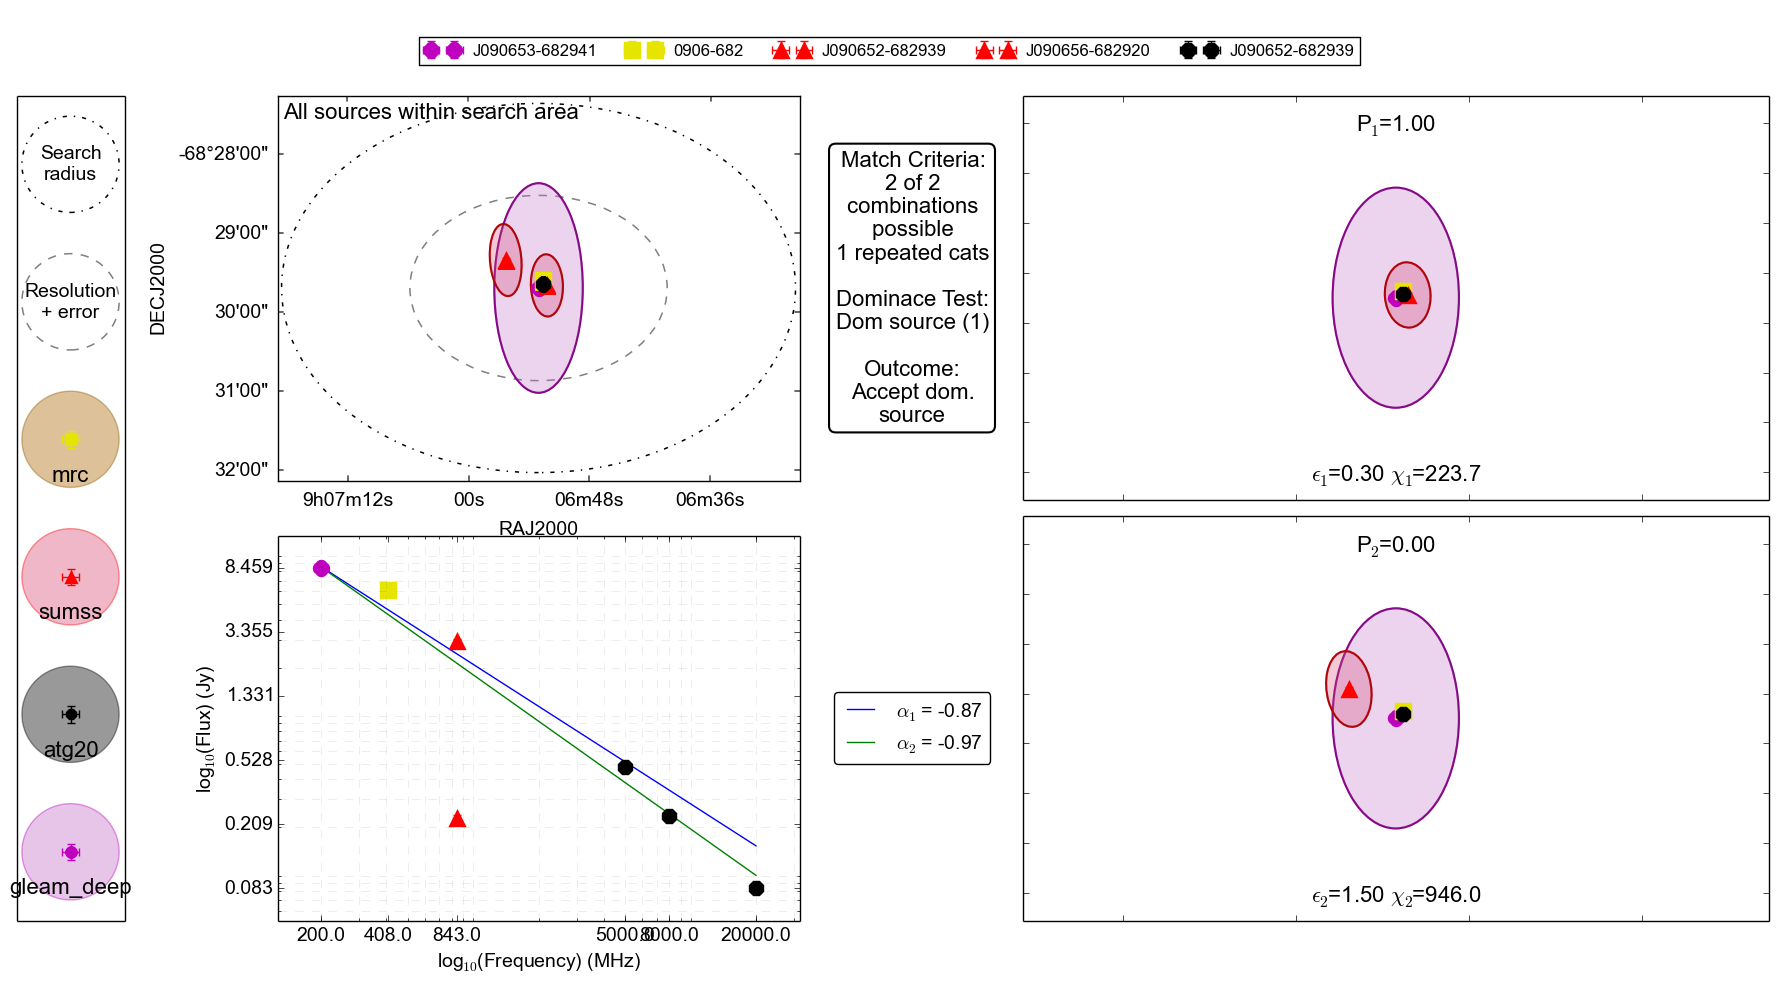 J090653-682941 0906-682 J090652-682939 J090656-682920 J090652-682939
Search
radius
Resolution
+ error
mrc
sumss
atg20
gleam_deep
All sources within search area
DECJ2000
-68°28'00"
29'00"
30'00"
31'00"
32'00"
9h07m12s 00s 06m48s 06m36s
RAJ2000
Match Criteria:
2 of 2
combinations
possible
1 repeated cats
Dominace Test:
Dom source (1)
Outcome:
Accept dom.
source
P1=1.00
ϵ1=0.30 χ1=223.7
log10(Flux) (Jy)
8.459
3.355
1.331
0.528
0.209
0.083
200.0 408.0 843.0 5000.0 8000.0 20000.0
log10(Frequency) (MHz)
α1 = -0.87
α2 = -0.97
P2=0.00
ϵ2=1.50 χ2=946.0